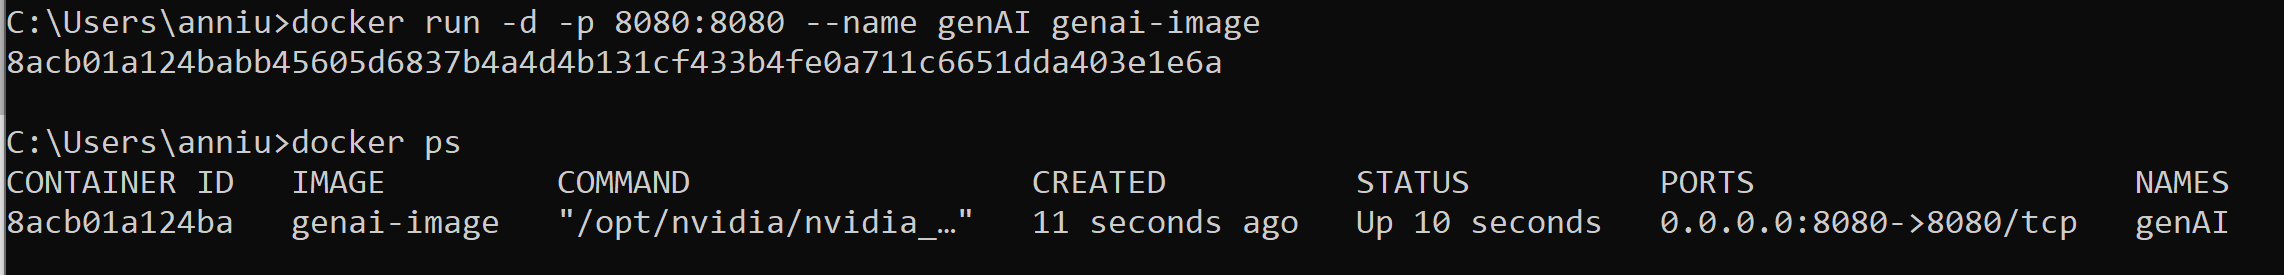 C:\Users\anniu>docker run -d -p 8080:8080 --name genAI genai-image
8acb01a124babb45605d6837b4a4d4b131cf433b4fe0a711c6651dda403e1e6a
C:\Users\anniu>docker ps
CONTAINER ID   IMAGE         COMMAND                  CREATED          STATUS          PORTS                    NAMES
8acb01a124ba   genai-image   "/opt/nvidia/nvidia_…"   11 seconds ago   Up 10 seconds   0.0.0.0:8080->8080/tcp   genAI